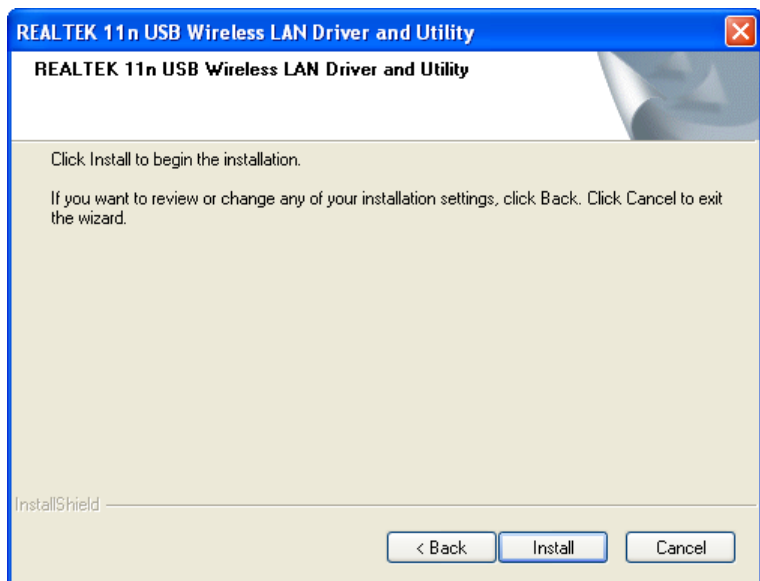 REALTEK 11n USB Wireless LAN Driver and Utility
REALTEK 11n USB Wireless LAN Driver and Utility
Click Install to begin the installation.
If you want to review or change any of your installation settings, click Back. Click Cancel to exit
the wizard.
InstallShield
< Back
Install
Cancel